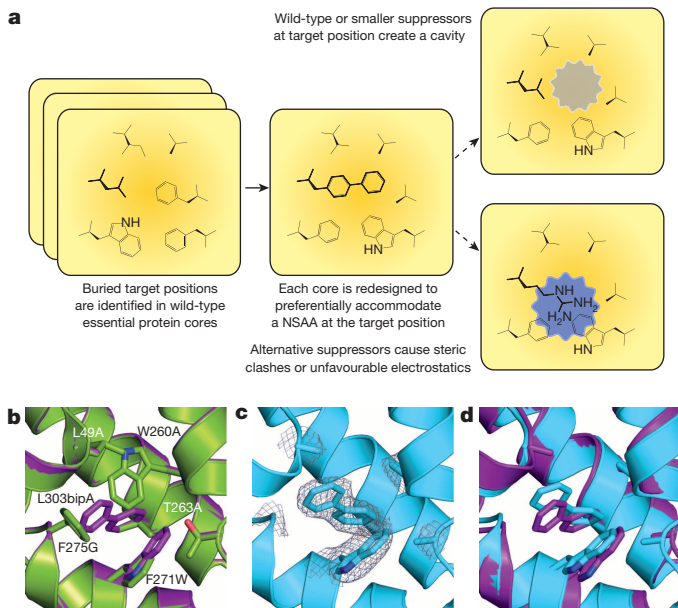 a
Wild-type or smaller suppressors
at target position create a cavity
HN
NH
HN
Buried target positions
are identified in wild-type
essential protein cores
Each core is redesigned to
preferentially accommodate
a NSAA at the target position
Alternative suppressors cause steric
clashes or unfavourable electrostatics
NH
NH2
H2N
HN
b
L49A
W260A
L303bipA
T263A
F275G
F271W
c
d